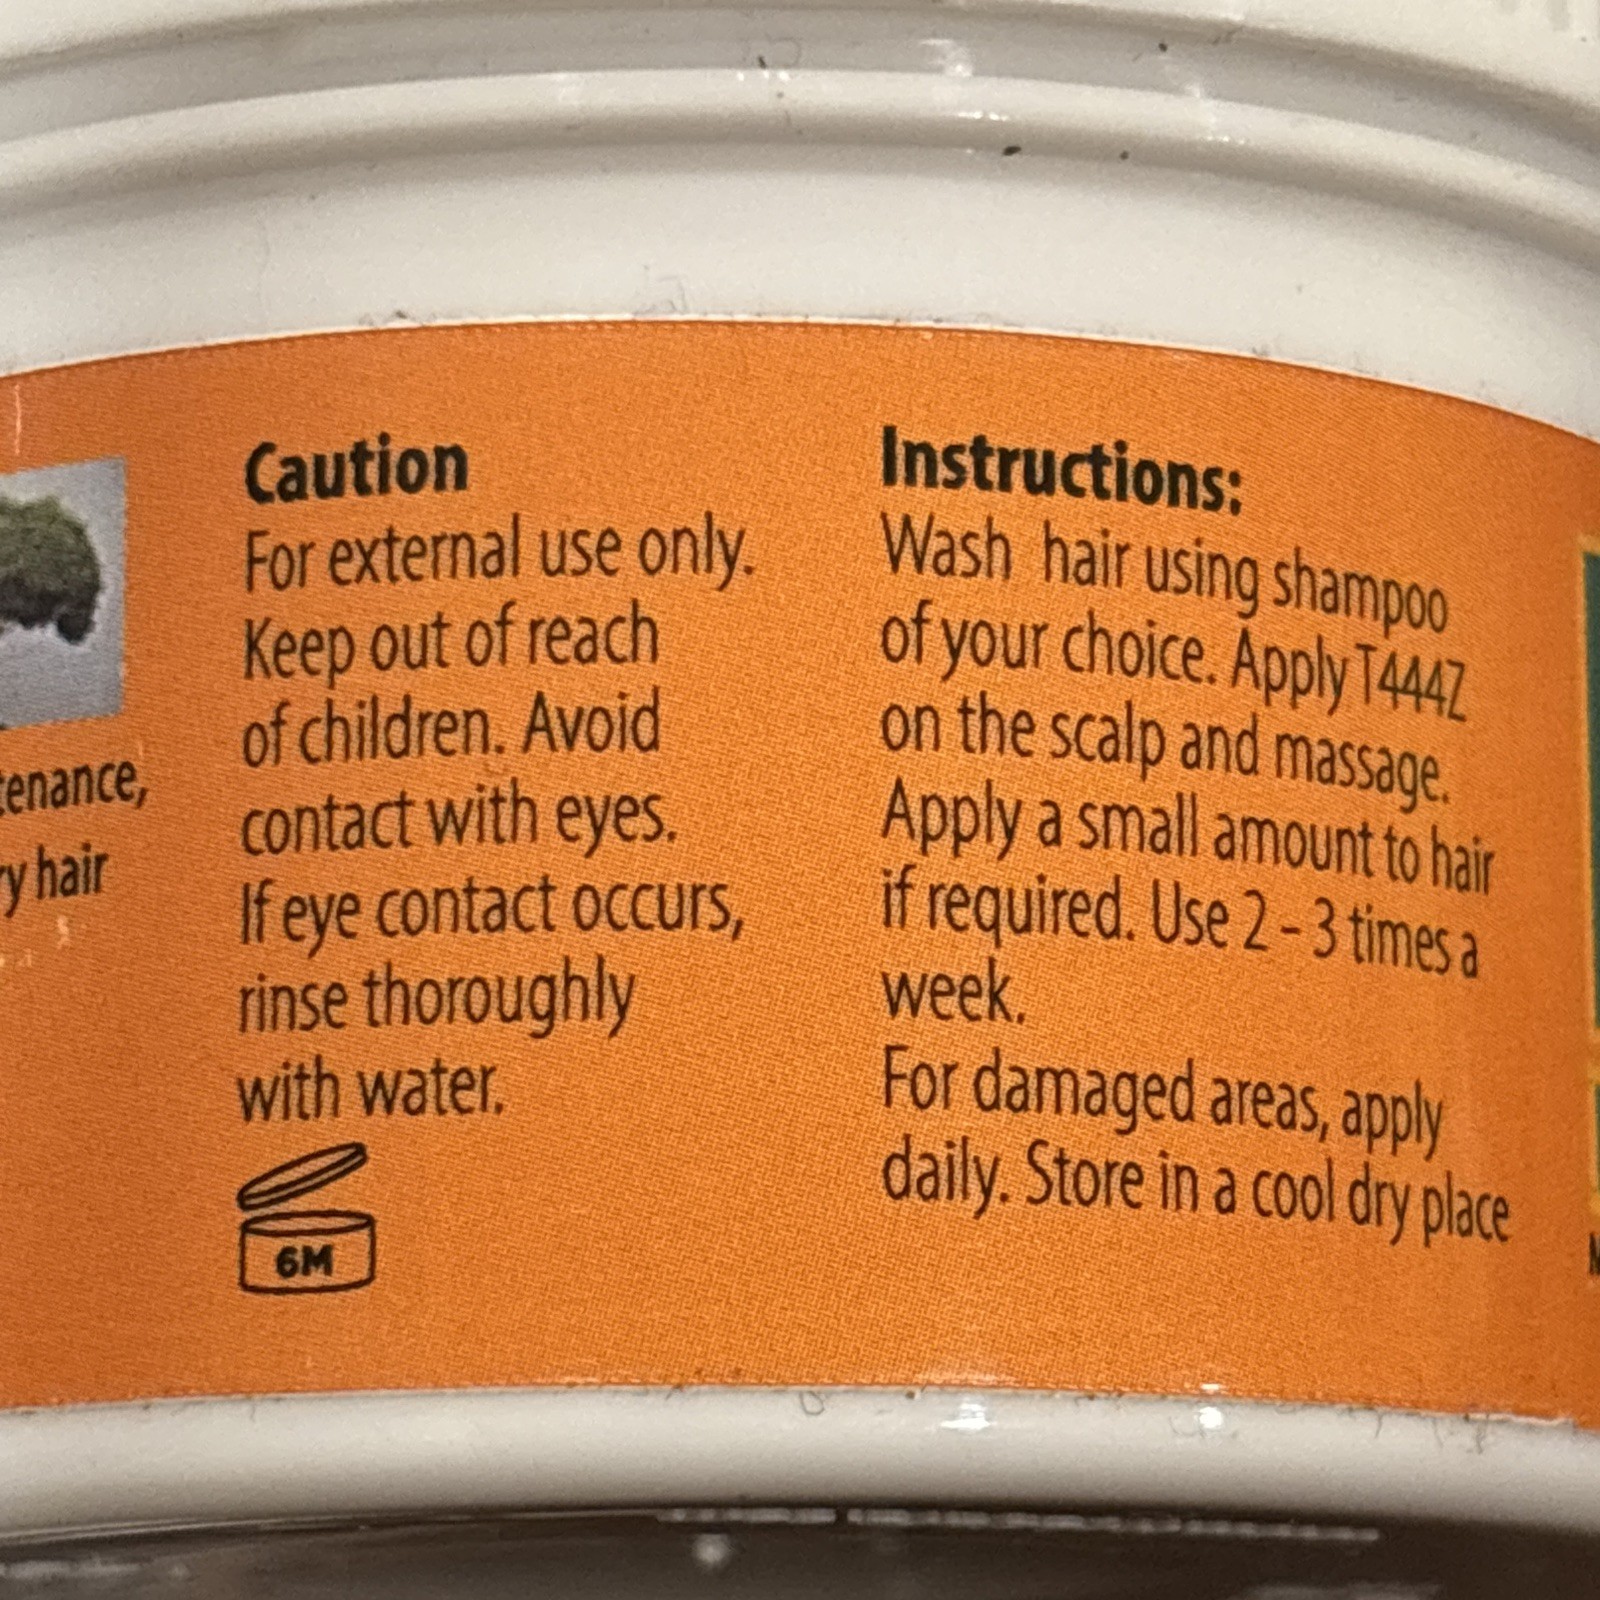 tenance,
y hair
Caution
For external use only.
Keep out of reach
of children. Avoid
contact with eyes.
If eye contact occurs,
rinse thoroughly
with water.
6M
Instructions:
Wash hair using shampoo
of your choice. Apply T444Z
on the scalp and massage.
Apply a small amount to hair
if required. Use 2 – 3 times a
week.
For damaged areas, apply
daily. Store in a cool dry place